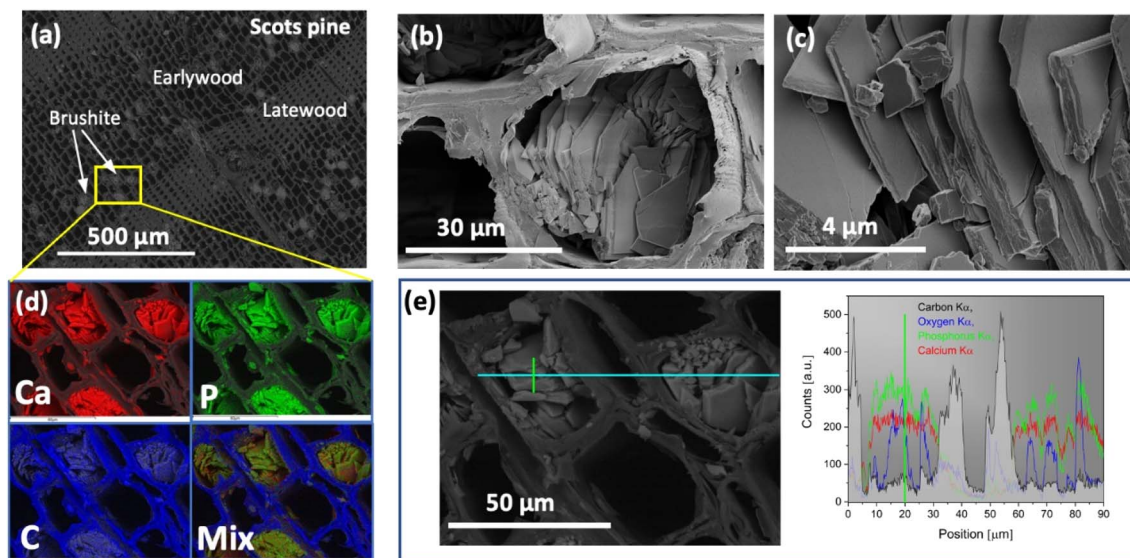 (a)
Scots pine
Earlywood
Latewood
Brushite
500 µm
(b)
30 µm
(c)
4 µm
(d)
Ca
P
C
Mix
(e)
50 µm
Carbon Kα,
Oxygen Kα,
Phosphorus Kα,
Calcium Kα
Counts [a.u.]
500
400
300
200
100
0
0 10 20 30 40 50 60 70 80 90
Position [µm]